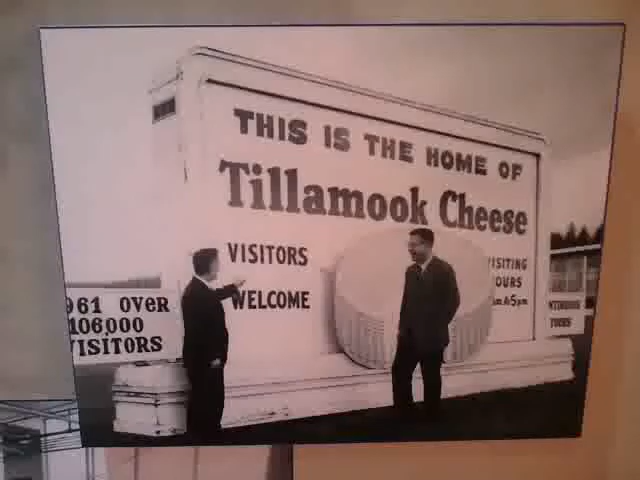 THIS IS THE HOME OF
Tillamook Cheese
VISITORS
WELCOME
ISITING
OURS
961 OVER
106,000
VISITORS
TOURS